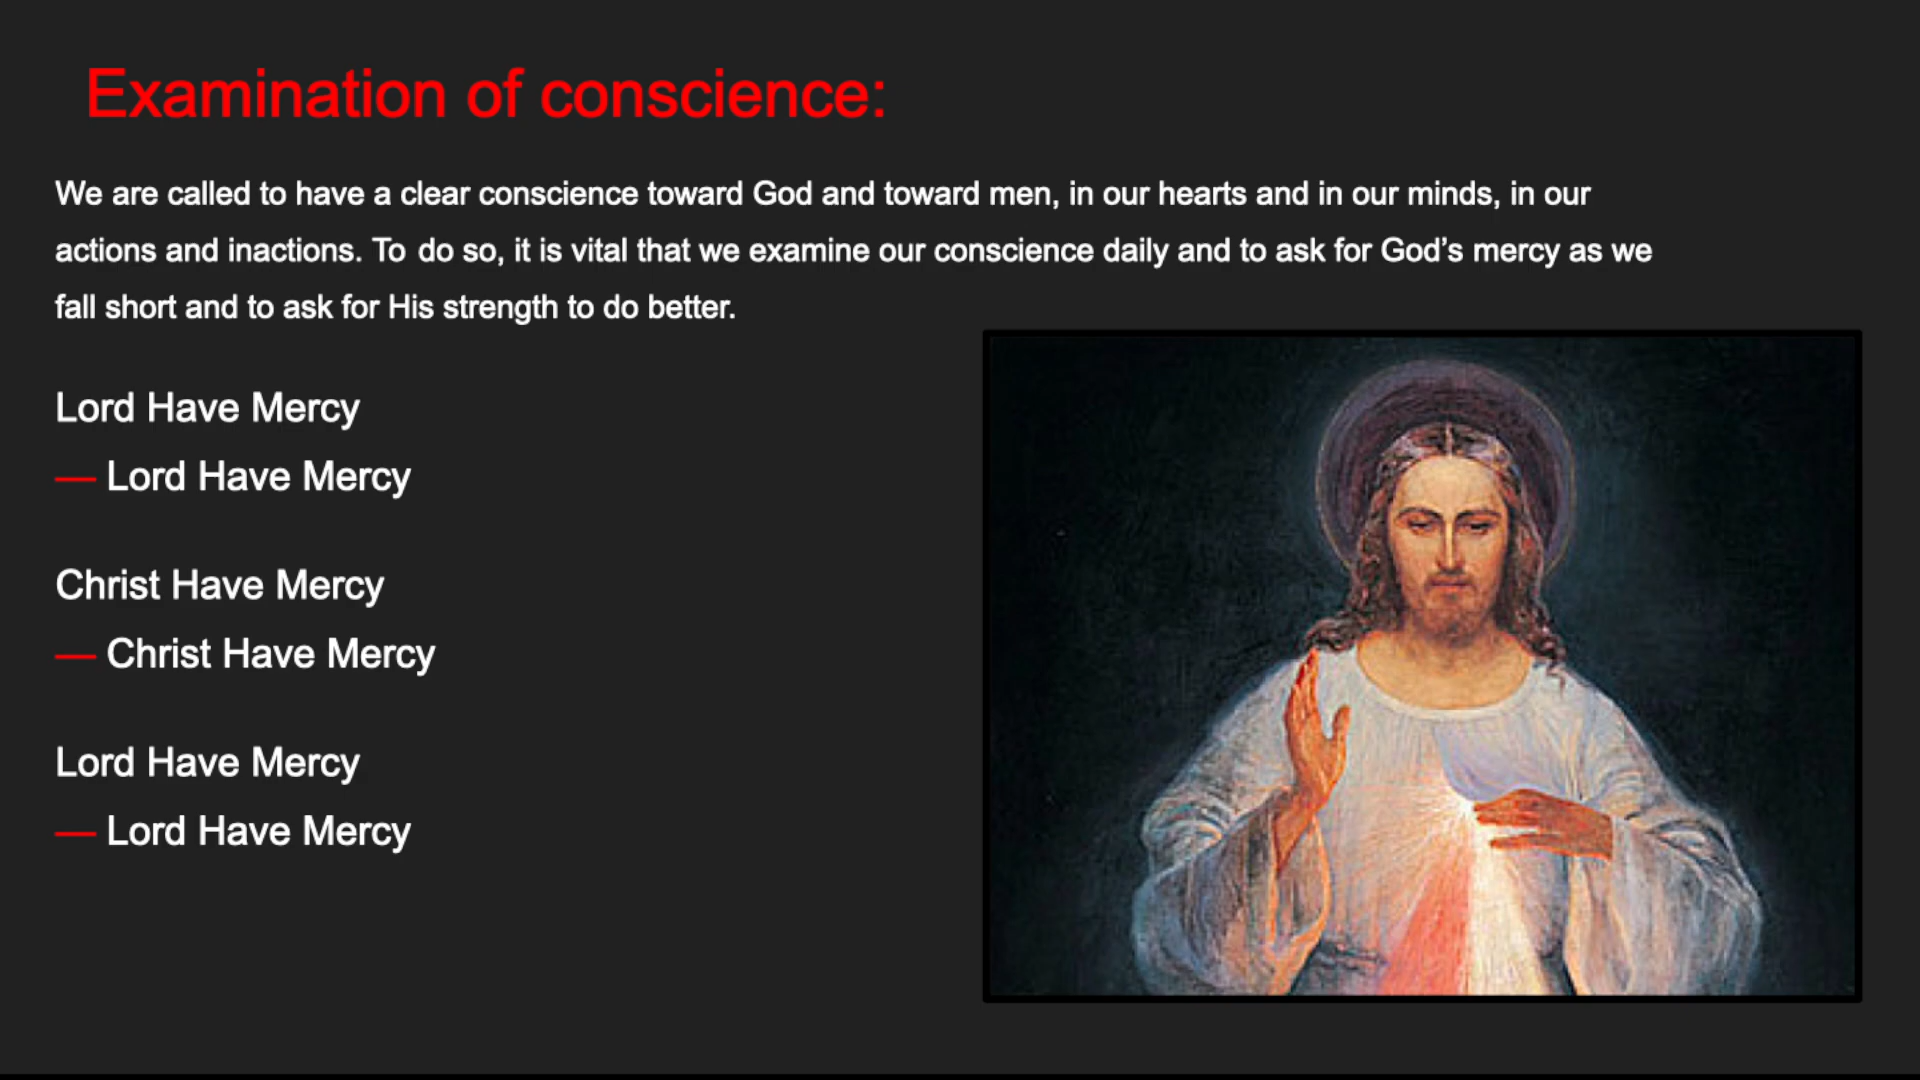 Examination of conscience:
We are called to have a clear conscience toward God and toward men, in our hearts and in our minds, in our
actions and inactions. To do so, it is vital that we examine our conscience daily and to ask for God’s mercy as we
fall short and to ask for His strength to do better.
Lord Have Mercy
— Lord Have Mercy
Christ Have Mercy
— Christ Have Mercy
Lord Have Mercy
— Lord Have Mercy